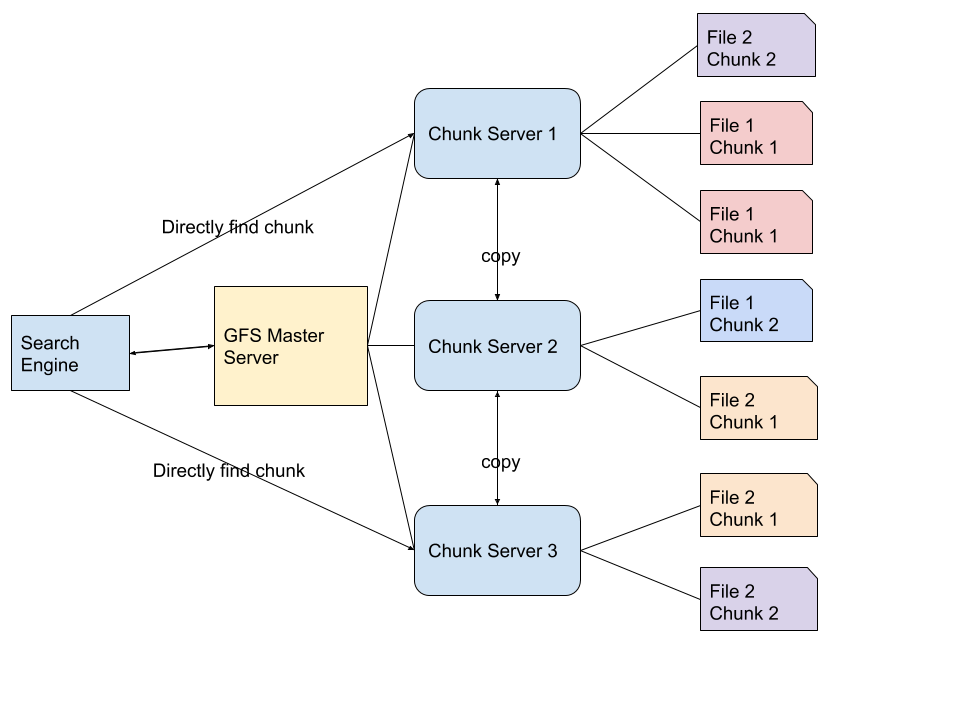 File 2
Chunk 2
Chunk Server 1
File 1
Chunk 1
File 1
Chunk 1
Directly find chunk
copy
File 1
Chunk 2
Search
Engine
GFS Master
Server
Chunk Server 2
File 2
Chunk 1
Directly find chunk
copy
File 2
Chunk 1
Chunk Server 3
File 2
Chunk 2